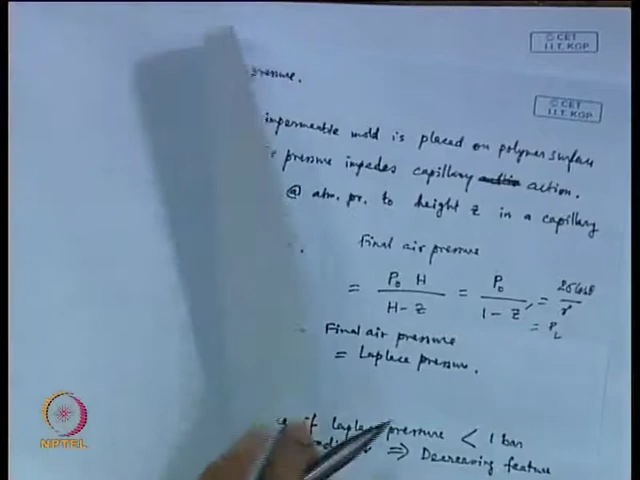 © CET
I.I.T. KGP
© CET
I.I.T. KGP
pressure.
impermeable mold is placed on polymer surface
pressure impedes capillary action.
@ atm. pr. to height z in a capillary
Final air pressure
= P₀ H / H - Z = P₀ / 1 - Z′ =
= P_L
Final air pressure
= Laplace pressure.
if laplace pressure < 1 bar
⇒ Decreasing feature
NPTEL